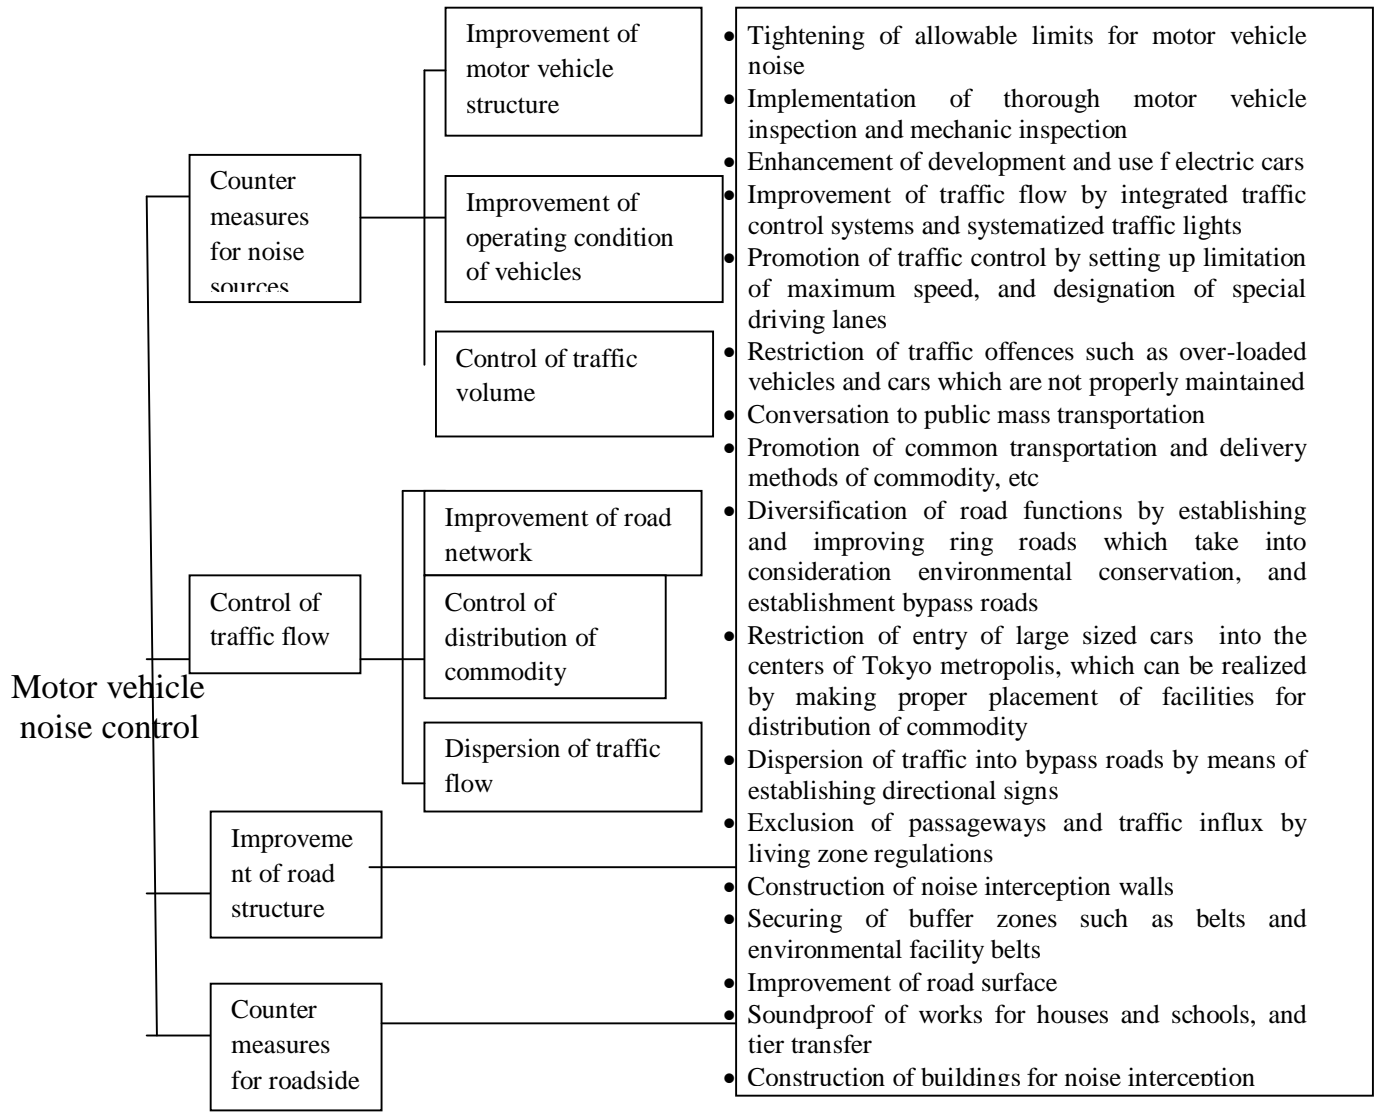 Improvement of
motor vehicle
structure
Counter
measures
for noise
sources
Improvement of
operating condition
of vehicles
Control of traffic
volume
Improvement of road
network
Control of
traffic flow
Control of
distribution of
commodity
Motor vehicle
noise control
Dispersion of traffic
flow
Improveme
nt of road
structure
Counter
measures
for roadside
• Tightening of allowable limits for motor vehicle
noise
• Implementation of thorough motor vehicle
inspection and mechanic inspection
• Enhancement of development and use f electric cars
• Improvement of traffic flow by integrated traffic
control systems and systematized traffic lights
• Promotion of traffic control by setting up limitation
of maximum speed, and designation of special
driving lanes
• Restriction of traffic offences such as over-loaded
vehicles and cars which are not properly maintained
• Conversation to public mass transportation
• Promotion of common transportation and delivery
methods of commodity, etc
• Diversification of road functions by establishing
and improving ring roads which take into
consideration environmental conservation, and
establishment bypass roads
• Restriction of entry of large sized cars into the
centers of Tokyo metropolis, which can be realized
by making proper placement of facilities for
distribution of commodity
• Dispersion of traffic into bypass roads by means of
establishing directional signs
• Exclusion of passageways and traffic influx by
living zone regulations
• Construction of noise interception walls
• Securing of buffer zones such as belts and
environmental facility belts
• Improvement of road surface
• Soundproof of works for houses and schools, and
tier transfer
• Construction of buildings for noise interception